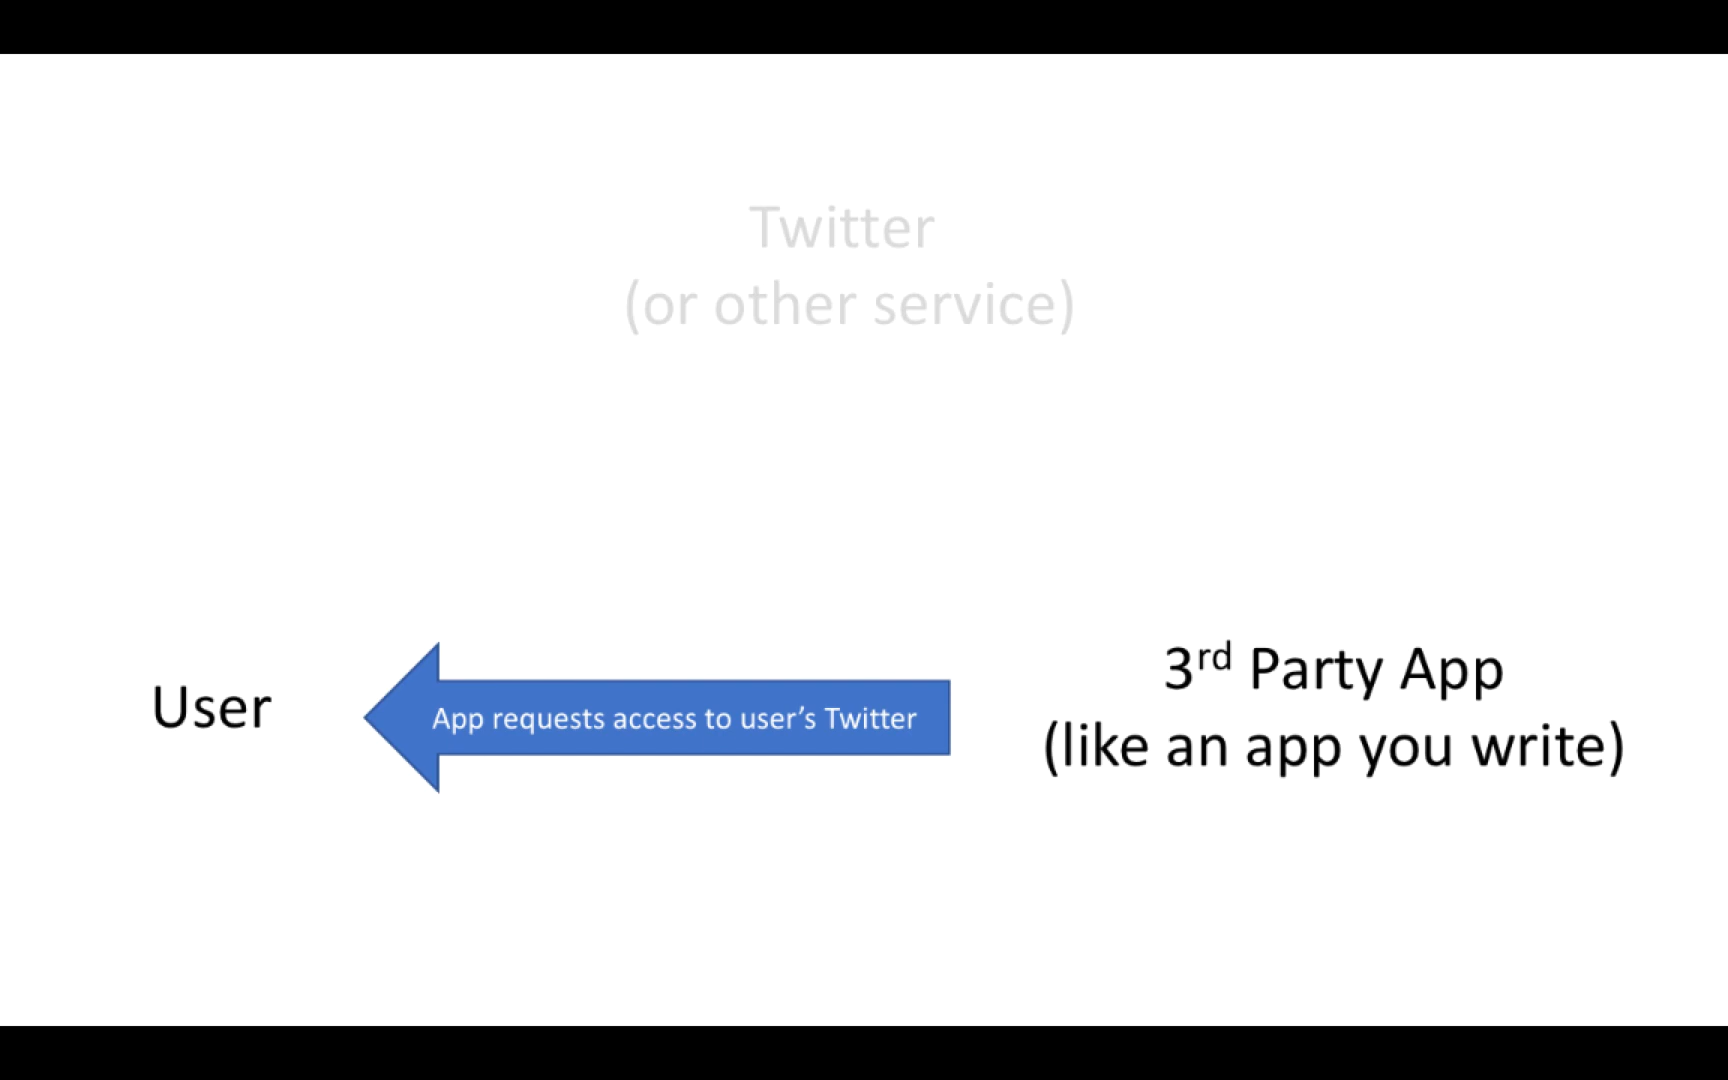 Twitter
(or other service)
User
App requests access to user’s Twitter
3rd Party App
(like an app you write)